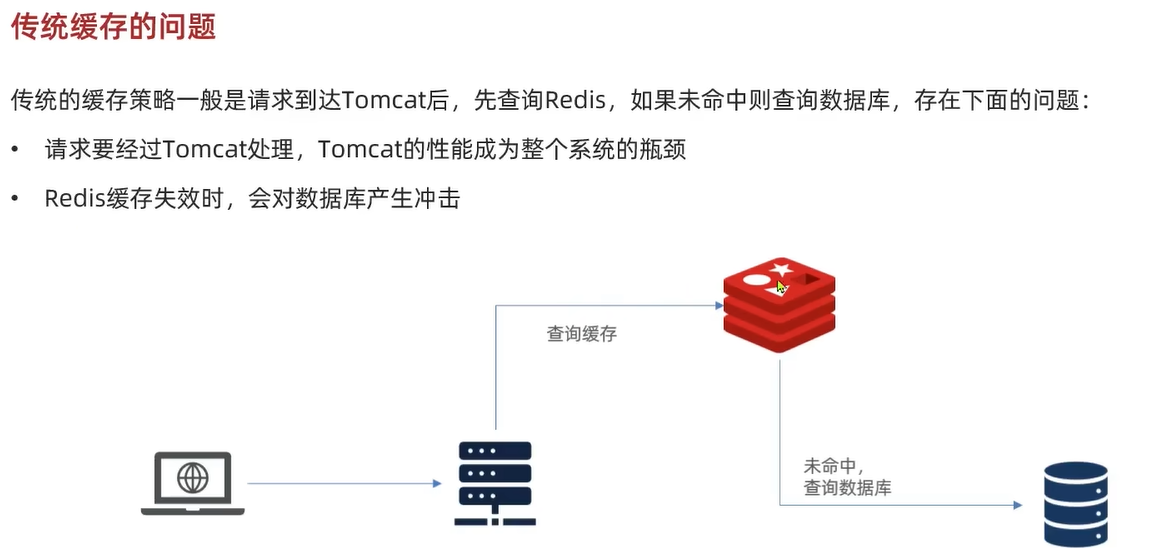 传统缓存的问题
传统的缓存策略一般是请求到达Tomcat后，先查询Redis，如果未命中则查询数据库，存在下面的问题：
• 请求要经过Tomcat处理，Tomcat的性能成为整个系统的瓶颈
• Redis缓存失效时，会对数据库产生冲击
查询缓存
未命中，
查询数据库